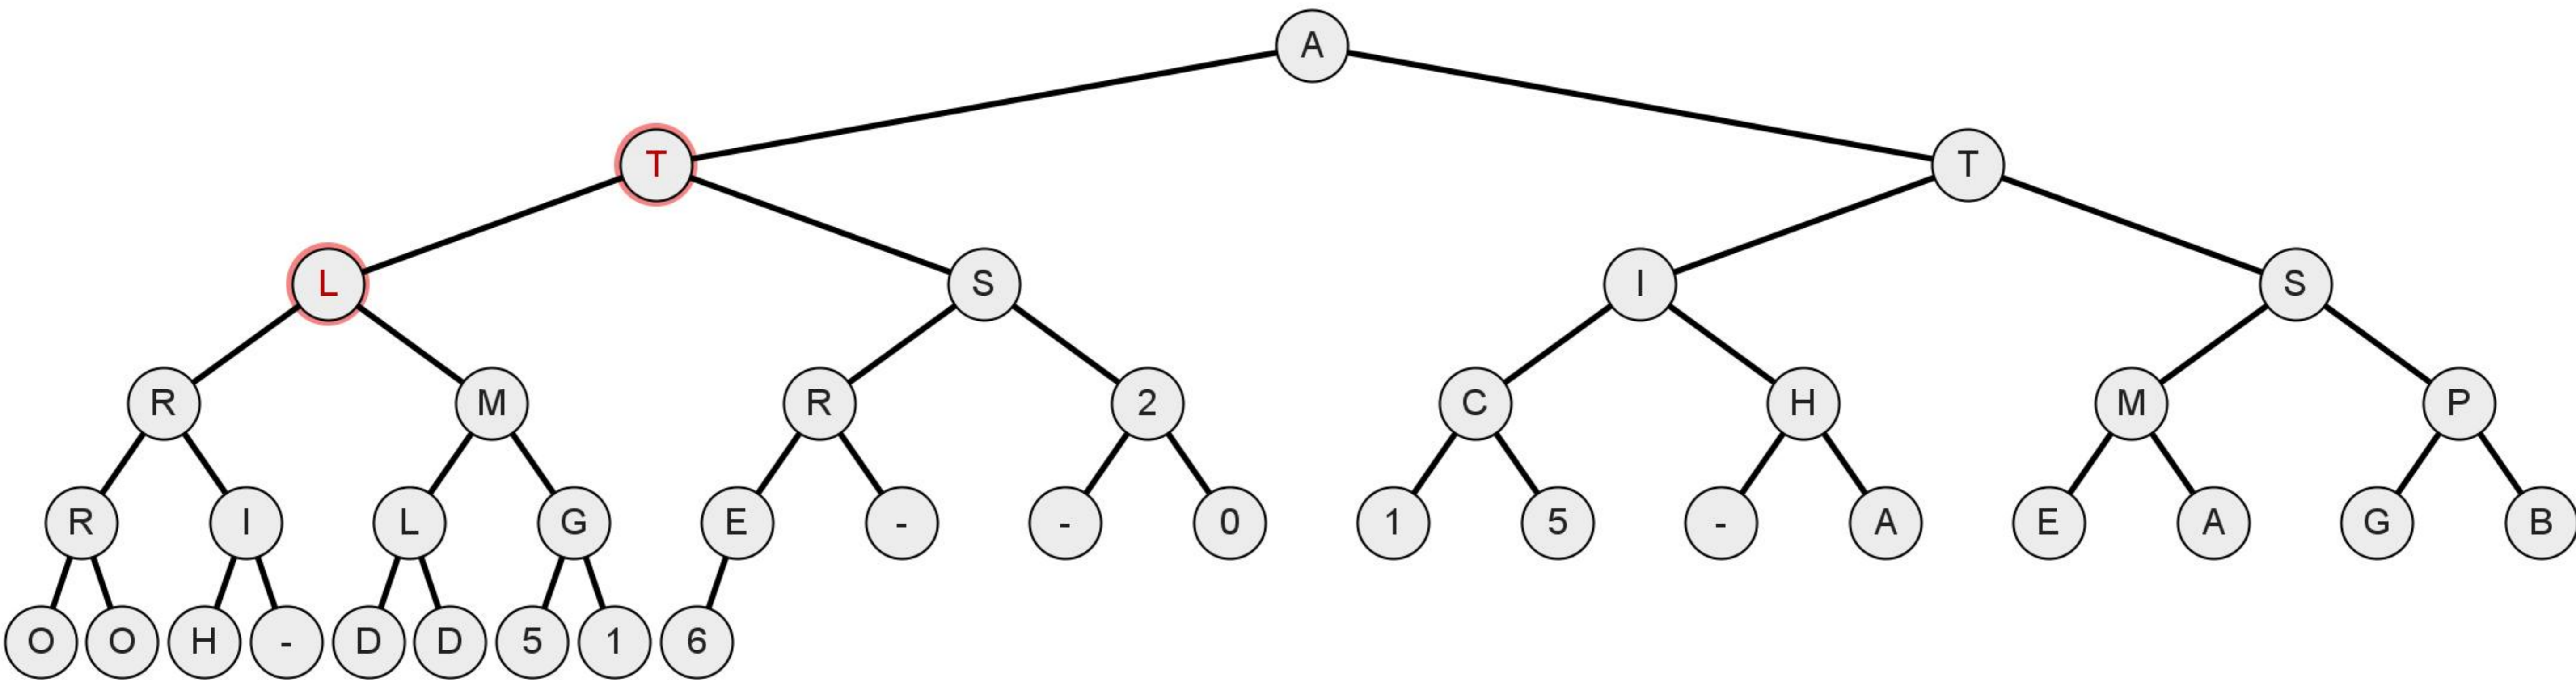 A
T T
L S I S
R M R 2 C H M P
R I L G E - - 0 1 5 - A E A G B
O O H - D D 5 1 6